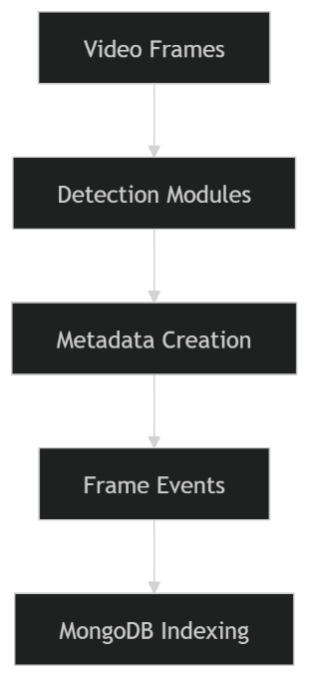 Video Frames
Detection Modules
Metadata Creation
Frame Events
MongoDB Indexing